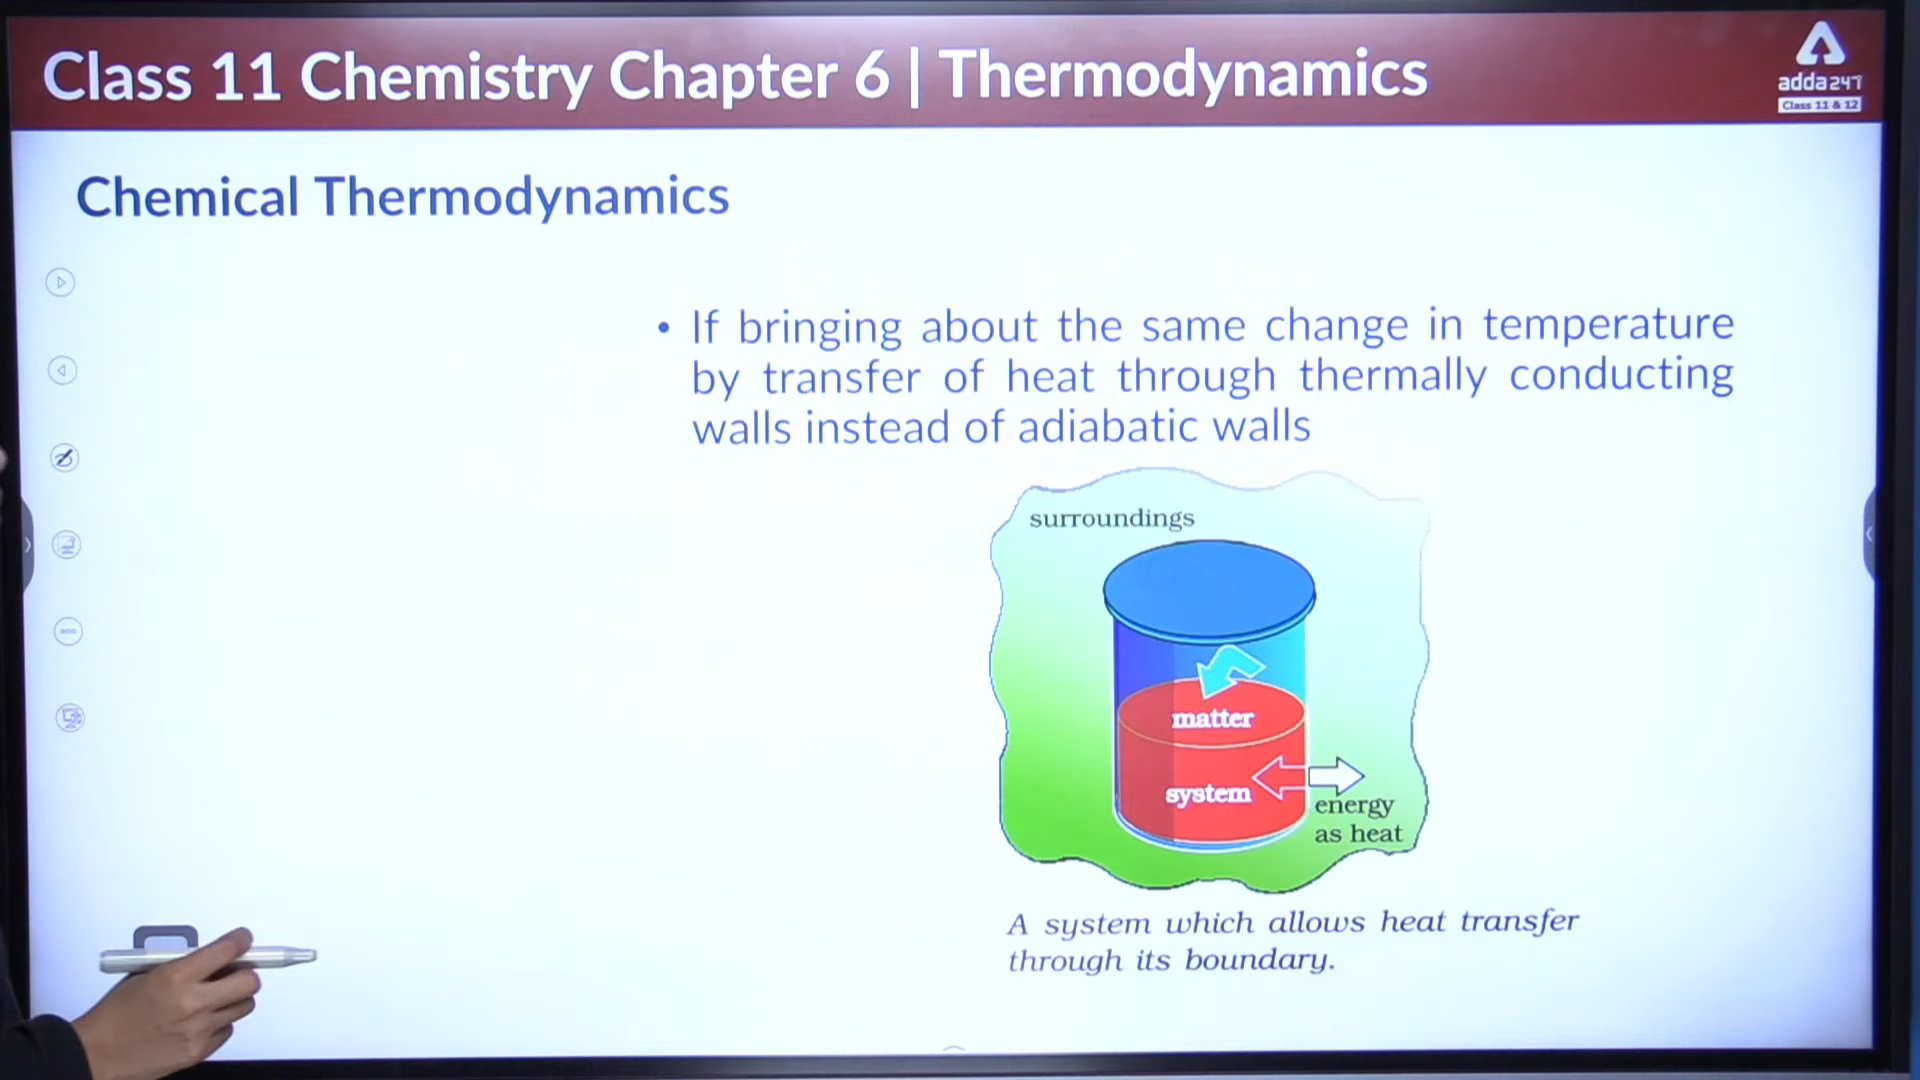 Class 11 Chemistry Chapter 6 | Thermodynamics
adda247
Class 11 & 12
Chemical Thermodynamics
• If bringing about the same change in temperature
by transfer of heat through thermally conducting
walls instead of adiabatic walls
surroundings
matter
system
energy
as heat
A system which allows heat transfer
through its boundary.